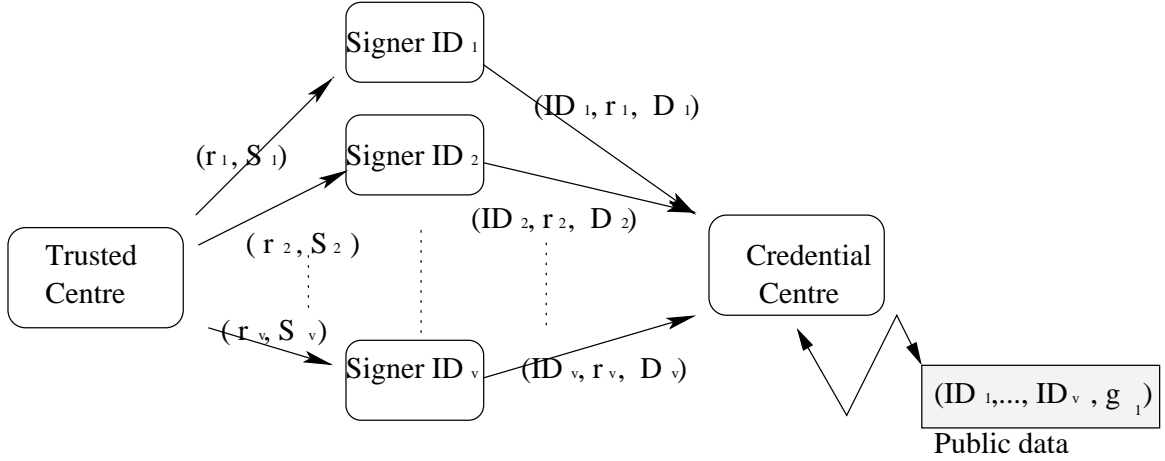 Signer ID 1
(ID 1, r 1, D 1)
(r 1, S 1)
Signer ID 2
(ID 2, r 2, D 2)
( r 2, S 2 )
Trusted
Centre
Credential
Centre
(r v, S v)
Signer ID v
(ID v, r v, D v)
(ID 1,..., ID v , g 1)
Public data